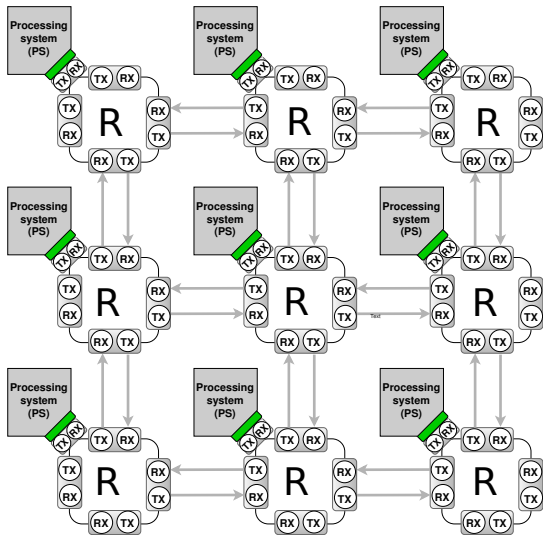 Processing Processing Processing
system system system
(PS) (PS) (PS)
TX RX TX RX TX RX
TX RX TX RX TX RX
TX RX TX RX TX RX
R R R
RX TX RX TX RX TX
RX TX RX TX RX TX
Processing Processing Processing
system system system
(PS) (PS) (PS)
TX RX TX RX TX RX
TX RX TX RX TX RX
TX RX TX RX TX RX
R R R
RX TX RX TX RX TX
Test
RX TX RX TX RX TX
Processing Processing Processing
system system system
(PS) (PS) (PS)
TX RX TX RX TX RX
TX RX TX RX TX RX
TX RX TX RX TX RX
R R R
RX TX RX TX RX TX
RX TX RX TX RX TX